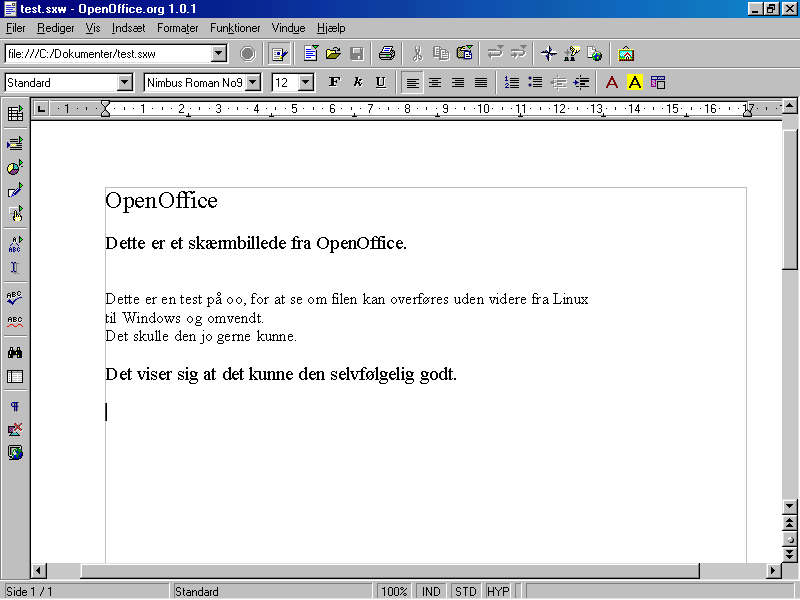 test.sxw - OpenOffice.org 1.0.1
Filer Rediger Vis Indsæt Formater Funktioner Vindue Hjælp
file:///C:/Dokumenter/test.sxw
Standard Nimbus Roman No9 12 F k U
1 1 2 3 4 5 6 7 8 9 10 11 12 13 14 15 16 17
OpenOffice
Dette er et skærmbillede fra OpenOffice.
Dette er en test på oo, for at se om filen kan overføres uden videre fra Linux
til Windows og omvendt.
Det skulle den jo gerne kunne.
Det viser sig at det kunne den selvfølgelig godt.
Side 1 / 1 Standard 100% IND STD HYP